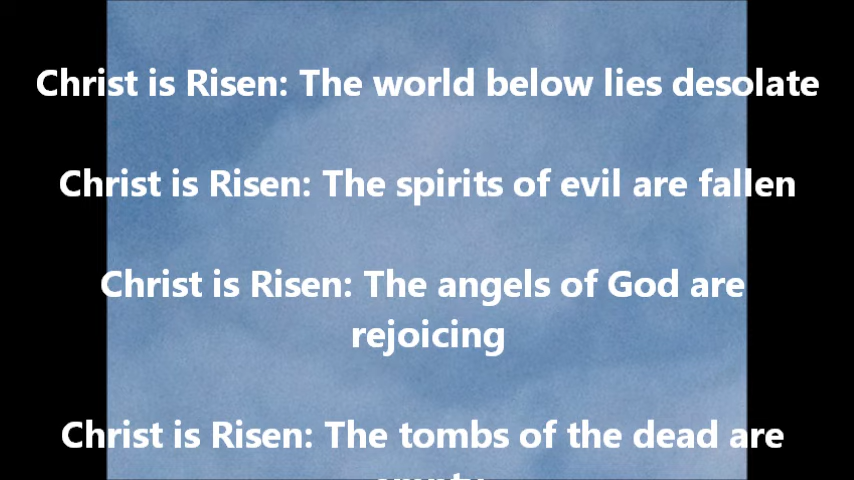 Christ is Risen: The world below lies desolate
Christ is Risen: The spirits of evil are fallen
Christ is Risen: The angels of God are
rejoicing
Christ is Risen: The tombs of the dead are